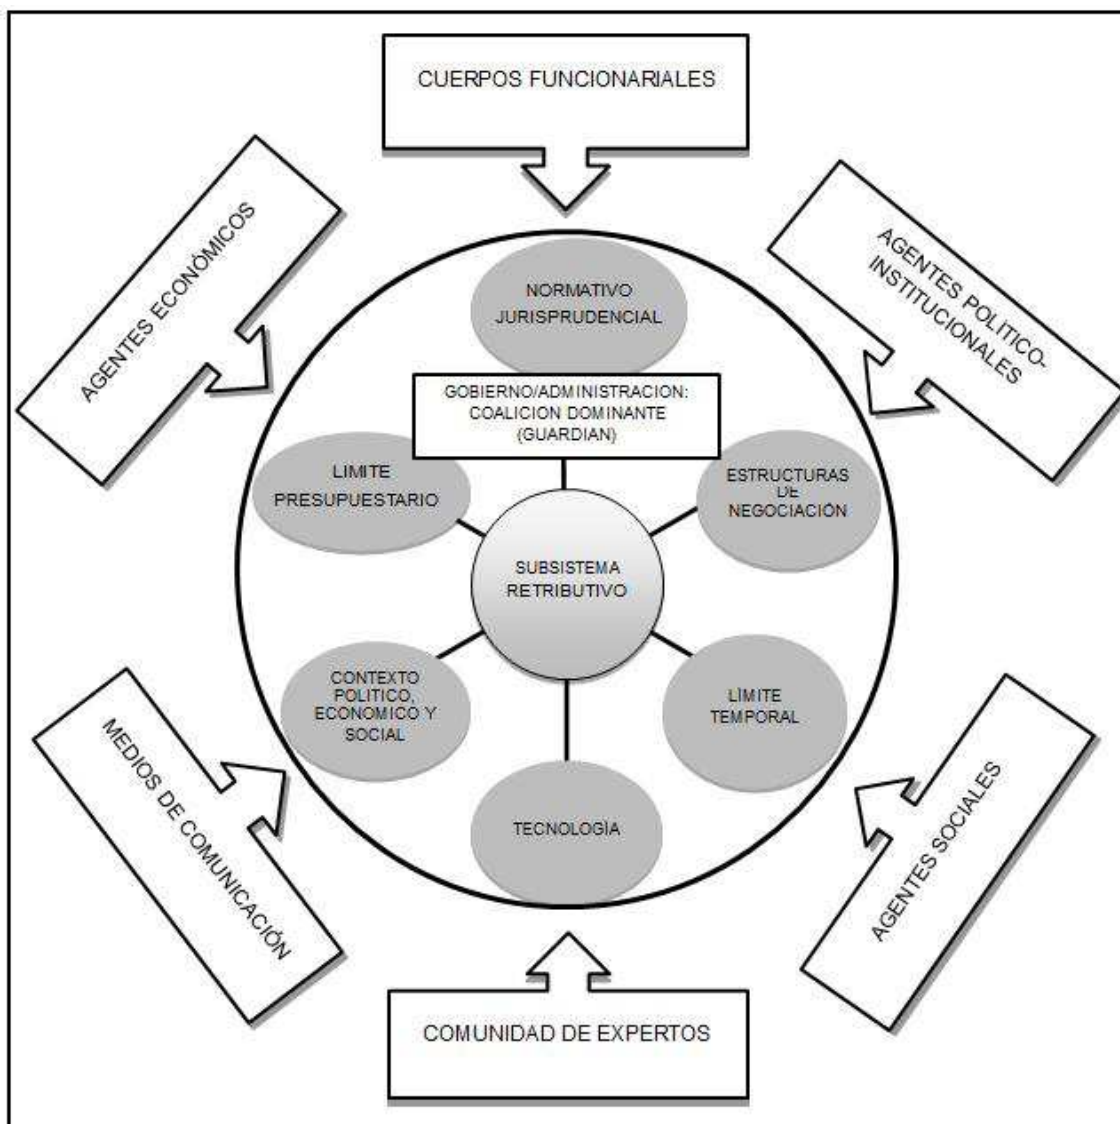 CUERPOS FUNCIONARIALES
AGENTES ECONÓMICOS
AGENTES POLÍTICO-
INSTITUCIONALES
NORMATIVO
JURISPRUDENCIAL
GOBIERNO/ADMINISTRACION:
COALICION DOMINANTE
(GUARDIAN)
LIMITE
PRESUPUESTARIO
ESTRUCTURAS
DE
NEGOCIACIÓN
SUBSISTEMA
RETRIBUTIVO
CONTEXTO
POLITICO,
ECONOMICO Y
SOCIAL
LÍMITE
TEMPORAL
TECNOLOGÍA
MEDIOS DE COMUNICACIÓN
AGENTES SOCIALES
COMUNIDAD DE EXPERTOS